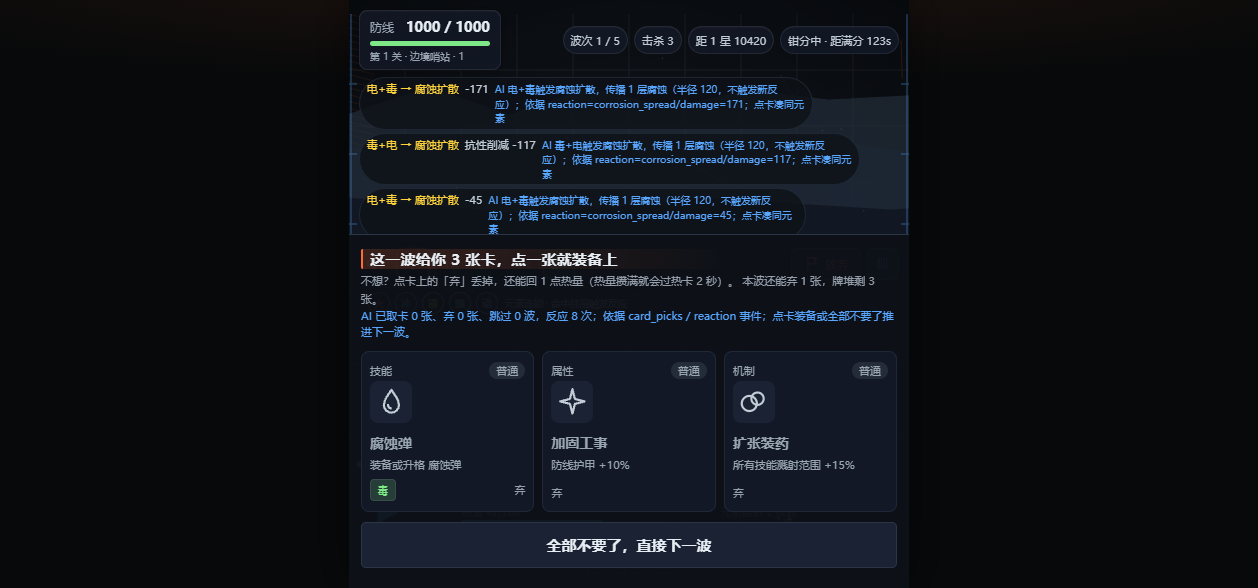 防线 1000 / 1000
第 1 关 · 边境哨站 · 1
波次 1 / 5
击杀 3
距 1 星 10420
钳分中 · 距满分 123s
电+毒 → 腐蚀扩散 -171 AI 电+毒触发腐蚀扩散，传播 1 层腐蚀（半径 120，不触发新反
应）；依据 reaction=corrosion_spread/damage=171；点卡凑同元
素
毒+电 → 腐蚀扩散 抗性削减 -117 AI 毒+电触发腐蚀扩散，传播 1 层腐蚀（半径 120，不触发新反
应）；依据 reaction=corrosion_spread/damage=117；点卡凑同元
素
电+毒 → 腐蚀扩散 -45 AI 电+毒触发腐蚀扩散，传播 1 层腐蚀（半径 120，不触发新反
应）；依据 reaction=corrosion_spread/damage=45；点卡凑同元
素
这一波给你 3 张卡，点一张就装备上
不想？点卡上的「弃」丢掉，还能回 1 点热量（热量攒满就会过热卡 2 秒）。 本波还能弃 1 张，牌堆剩 3
张。
AI 已取卡 0 张、弃 0 张、跳过 0 波，反应 8 次；依据 card_picks / reaction 事件；点卡装备或全部不要了推
进下一波。
技能 普通
腐蚀弹
装备或升格 腐蚀弹
毒 弃
属性 普通
加固工事
防线护甲 +10%
弃
机制 普通
扩张装药
所有技能溅射范围 +15%
弃
全部不要了，直接下一波